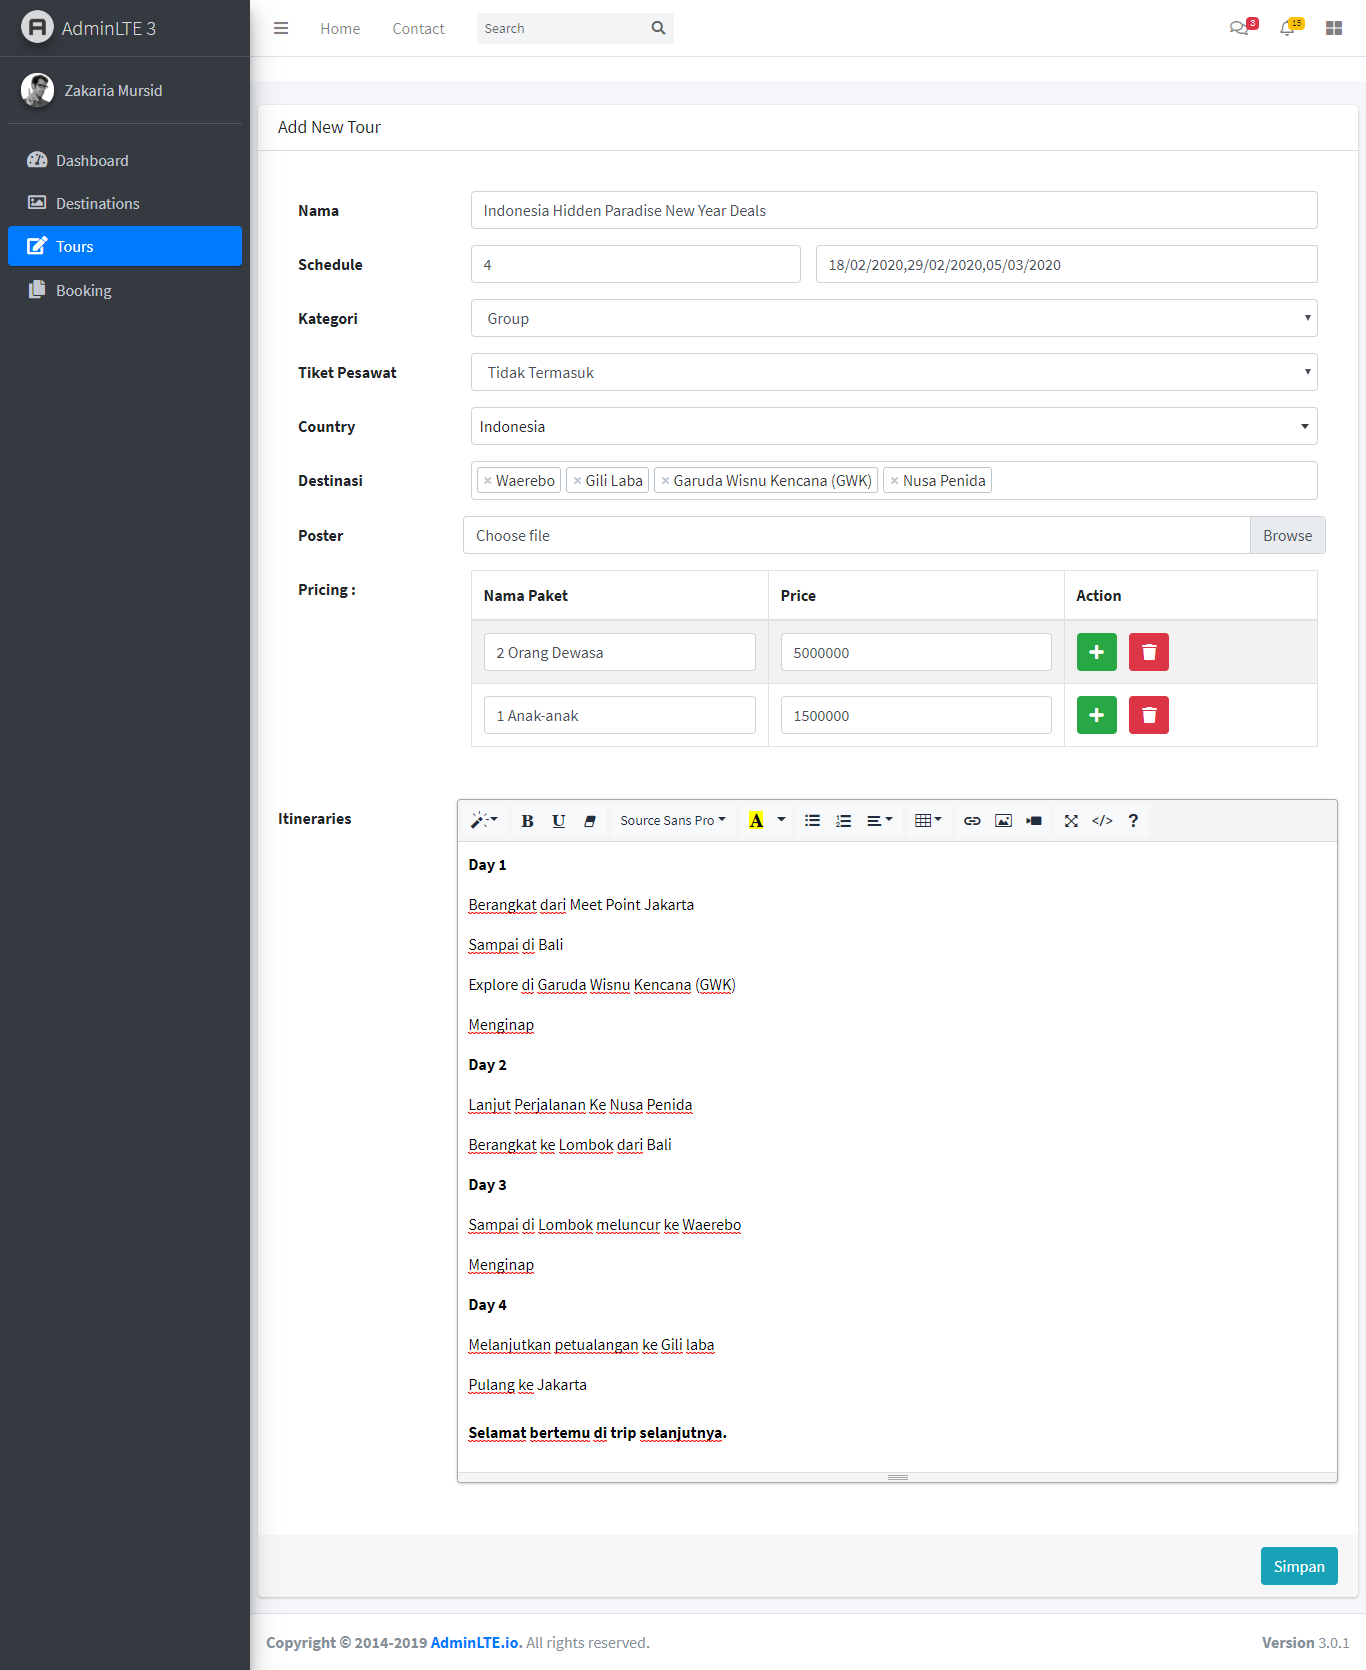 AdminLTE 3
Home
Contact
Search
3
15
Zakaria Mursid
Dashboard
Destinations
Tours
Booking
Add New Tour
Nama
Indonesia Hidden Paradise New Year Deals
Schedule
4
18/02/2020,29/02/2020,05/03/2020
Kategori
Group
Tiket Pesawat
Tidak Termasuk
Country
Indonesia
Destinasi
× Waerebo × Gili Laba × Garuda Wisnu Kencana (GWK) × Nusa Penida
Poster
Choose file
Browse
Pricing :
Nama Paket
Price
Action
2 Orang Dewasa
5000000
1 Anak-anak
1500000
Itineraries
B U Source Sans Pro A </> ?
Day 1
Berangkat dari Meet Point Jakarta
Sampai di Bali
Explore di Garuda Wisnu Kencana (GWK)
Menginap
Day 2
Lanjut Perjalanan Ke Nusa Penida
Berangkat ke Lombok dari Bali
Day 3
Sampai di Lombok meluncur ke Waerebo
Menginap
Day 4
Melanjutkan petualangan ke Gili laba
Pulang ke Jakarta
Selamat bertemu di trip selanjutnya.
Simpan
Copyright © 2014-2019 AdminLTE.io. All rights reserved.
Version 3.0.1